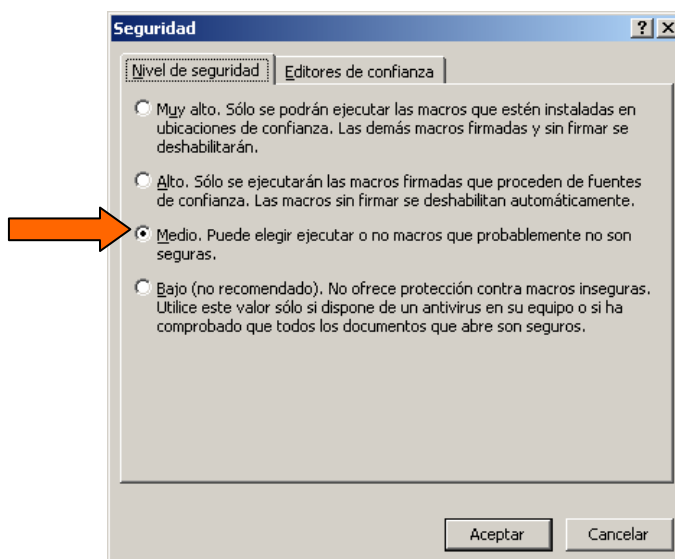 Seguridad
Nivel de seguridad
Editores de confianza
Muy alto. Sólo se podrán ejecutar las macros que estén instaladas en
ubicaciones de confianza. Las demás macros firmadas y sin firmar se
deshabilitarán.
Alto. Sólo se ejecutarán las macros firmadas que proceden de fuentes
de confianza. Las macros sin firmar se deshabilitan automáticamente.
Medio. Puede elegir ejecutar o no macros que probablemente no son
seguras.
Bajo (no recomendado). No ofrece protección contra macros inseguras.
Utilice este valor sólo si dispone de un antivirus en su equipo o si ha
comprobado que todos los documentos que abre son seguros.
Aceptar
Cancelar